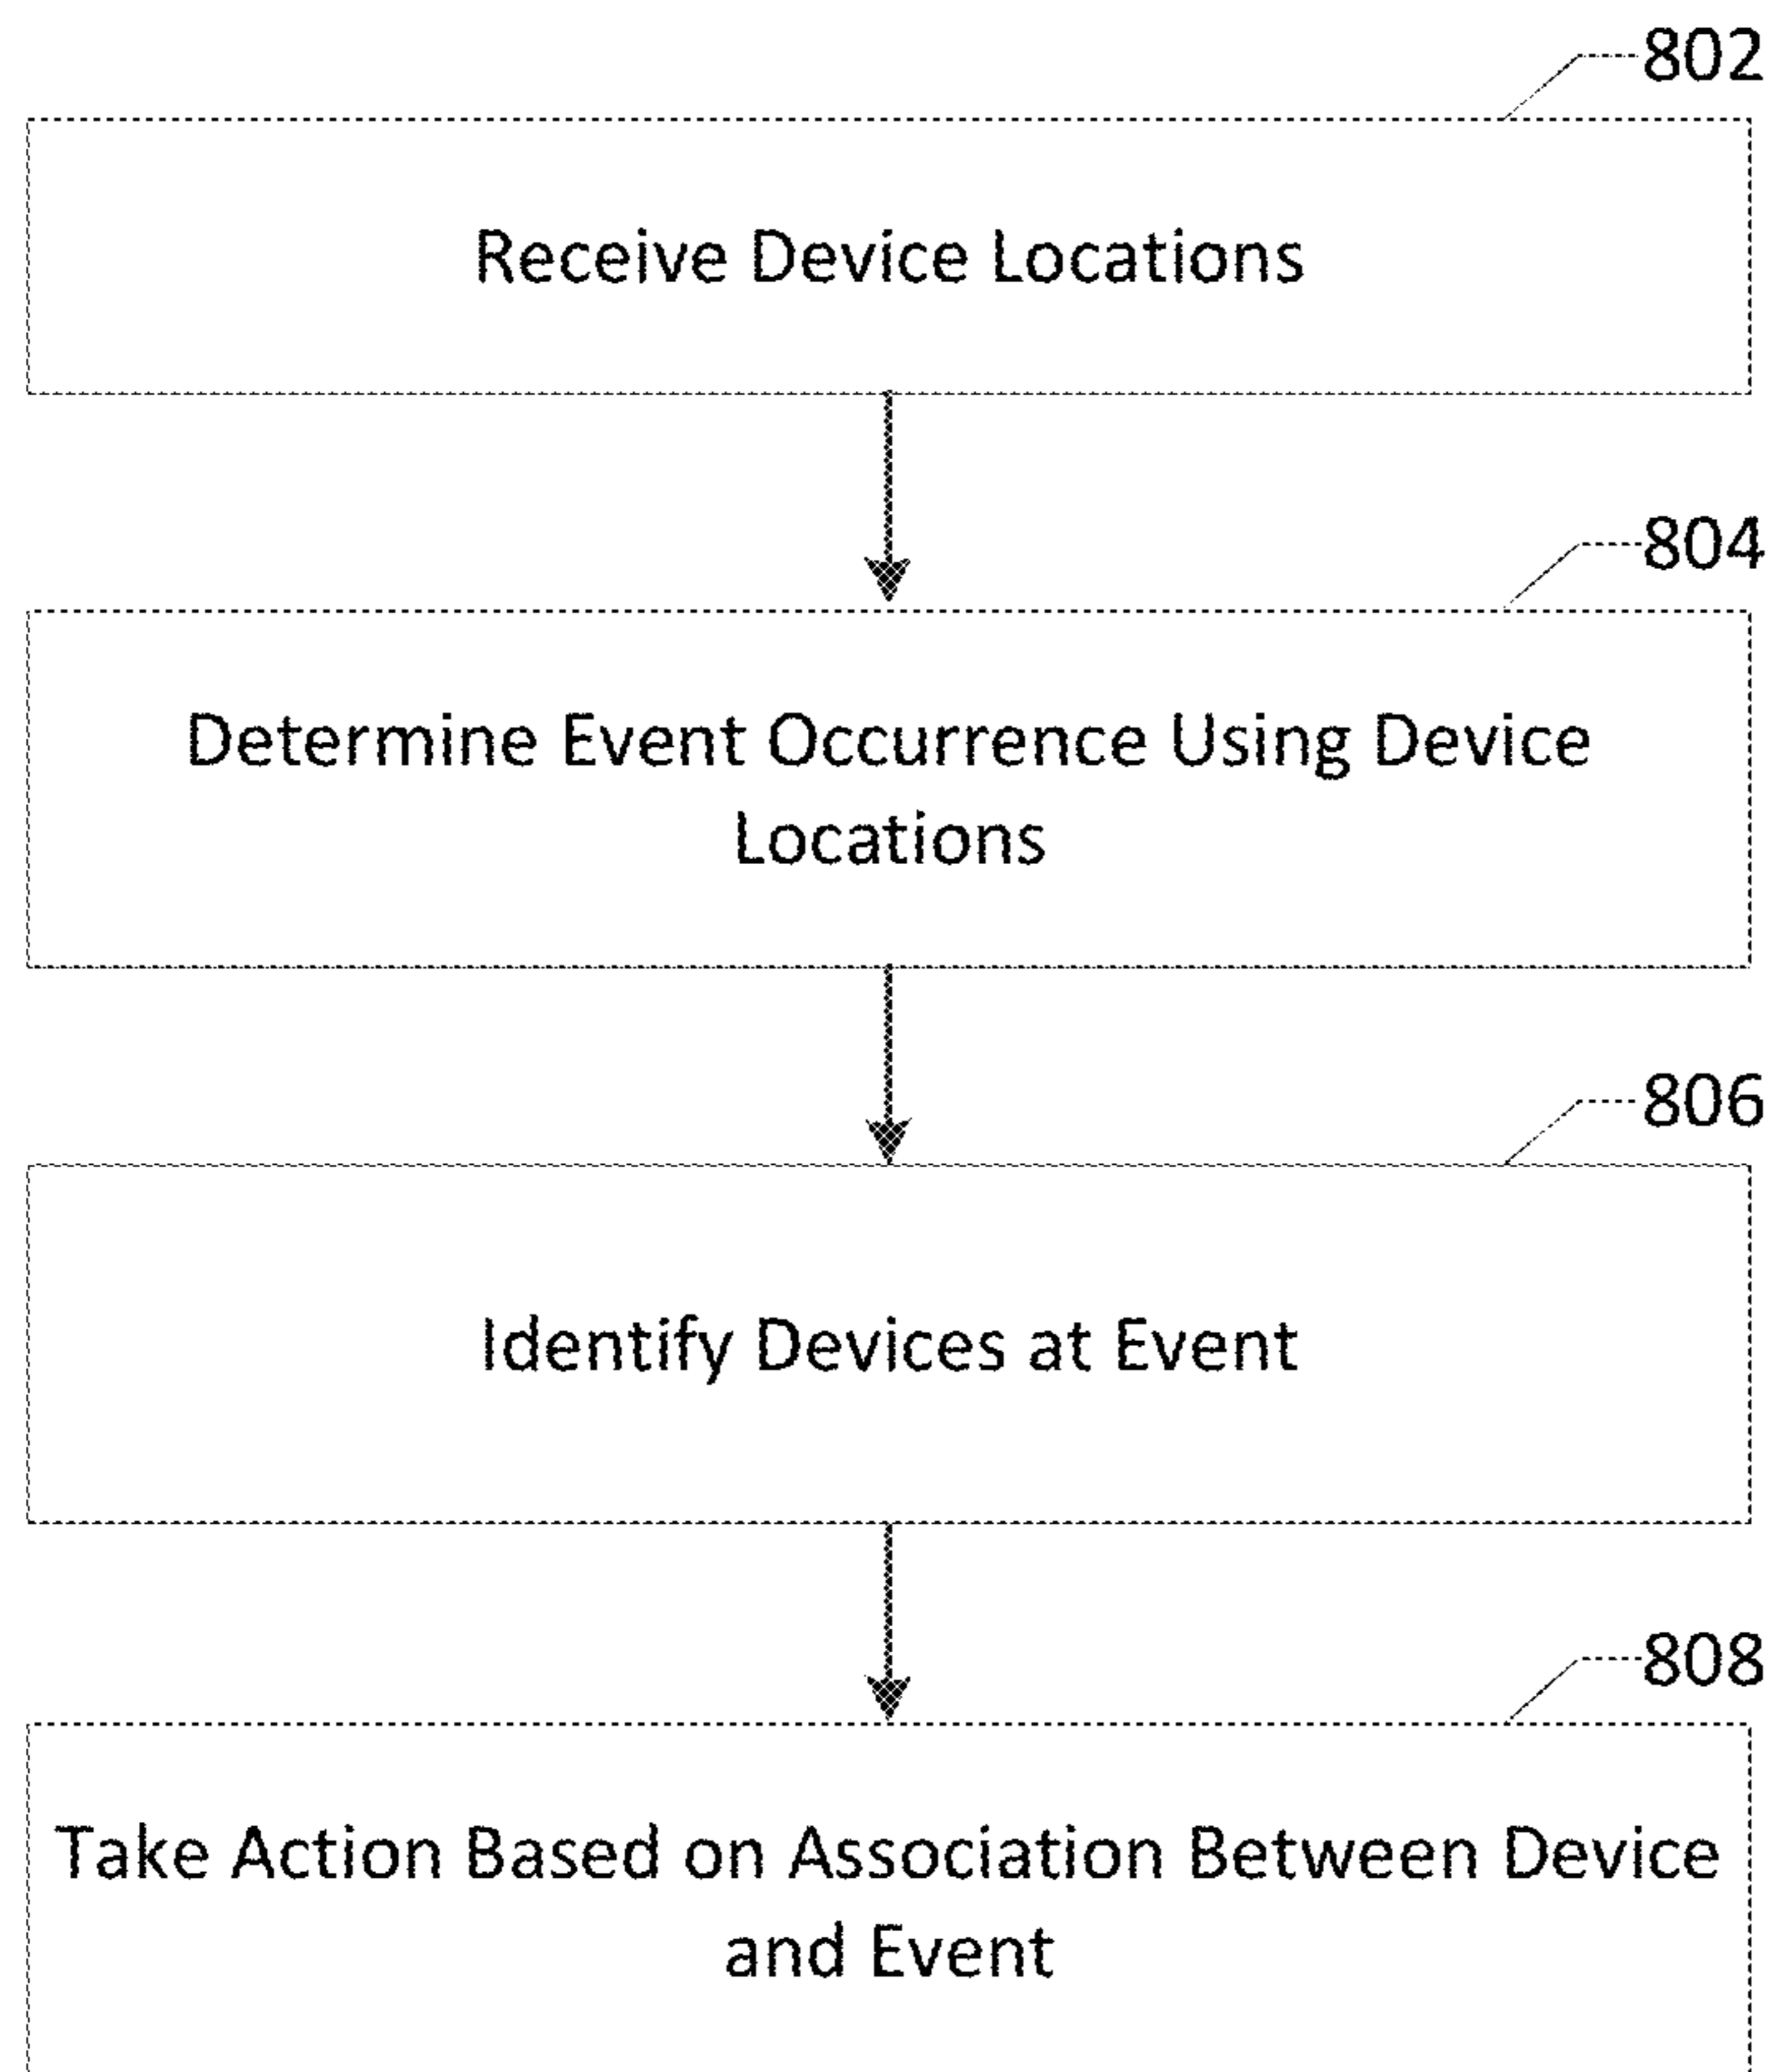 802
Receive Device Locations
804
Determine Event Occurrence Using Device
Locations
806
Identify Devices at Event
808
Take Action Based on Association Between Device
and Event